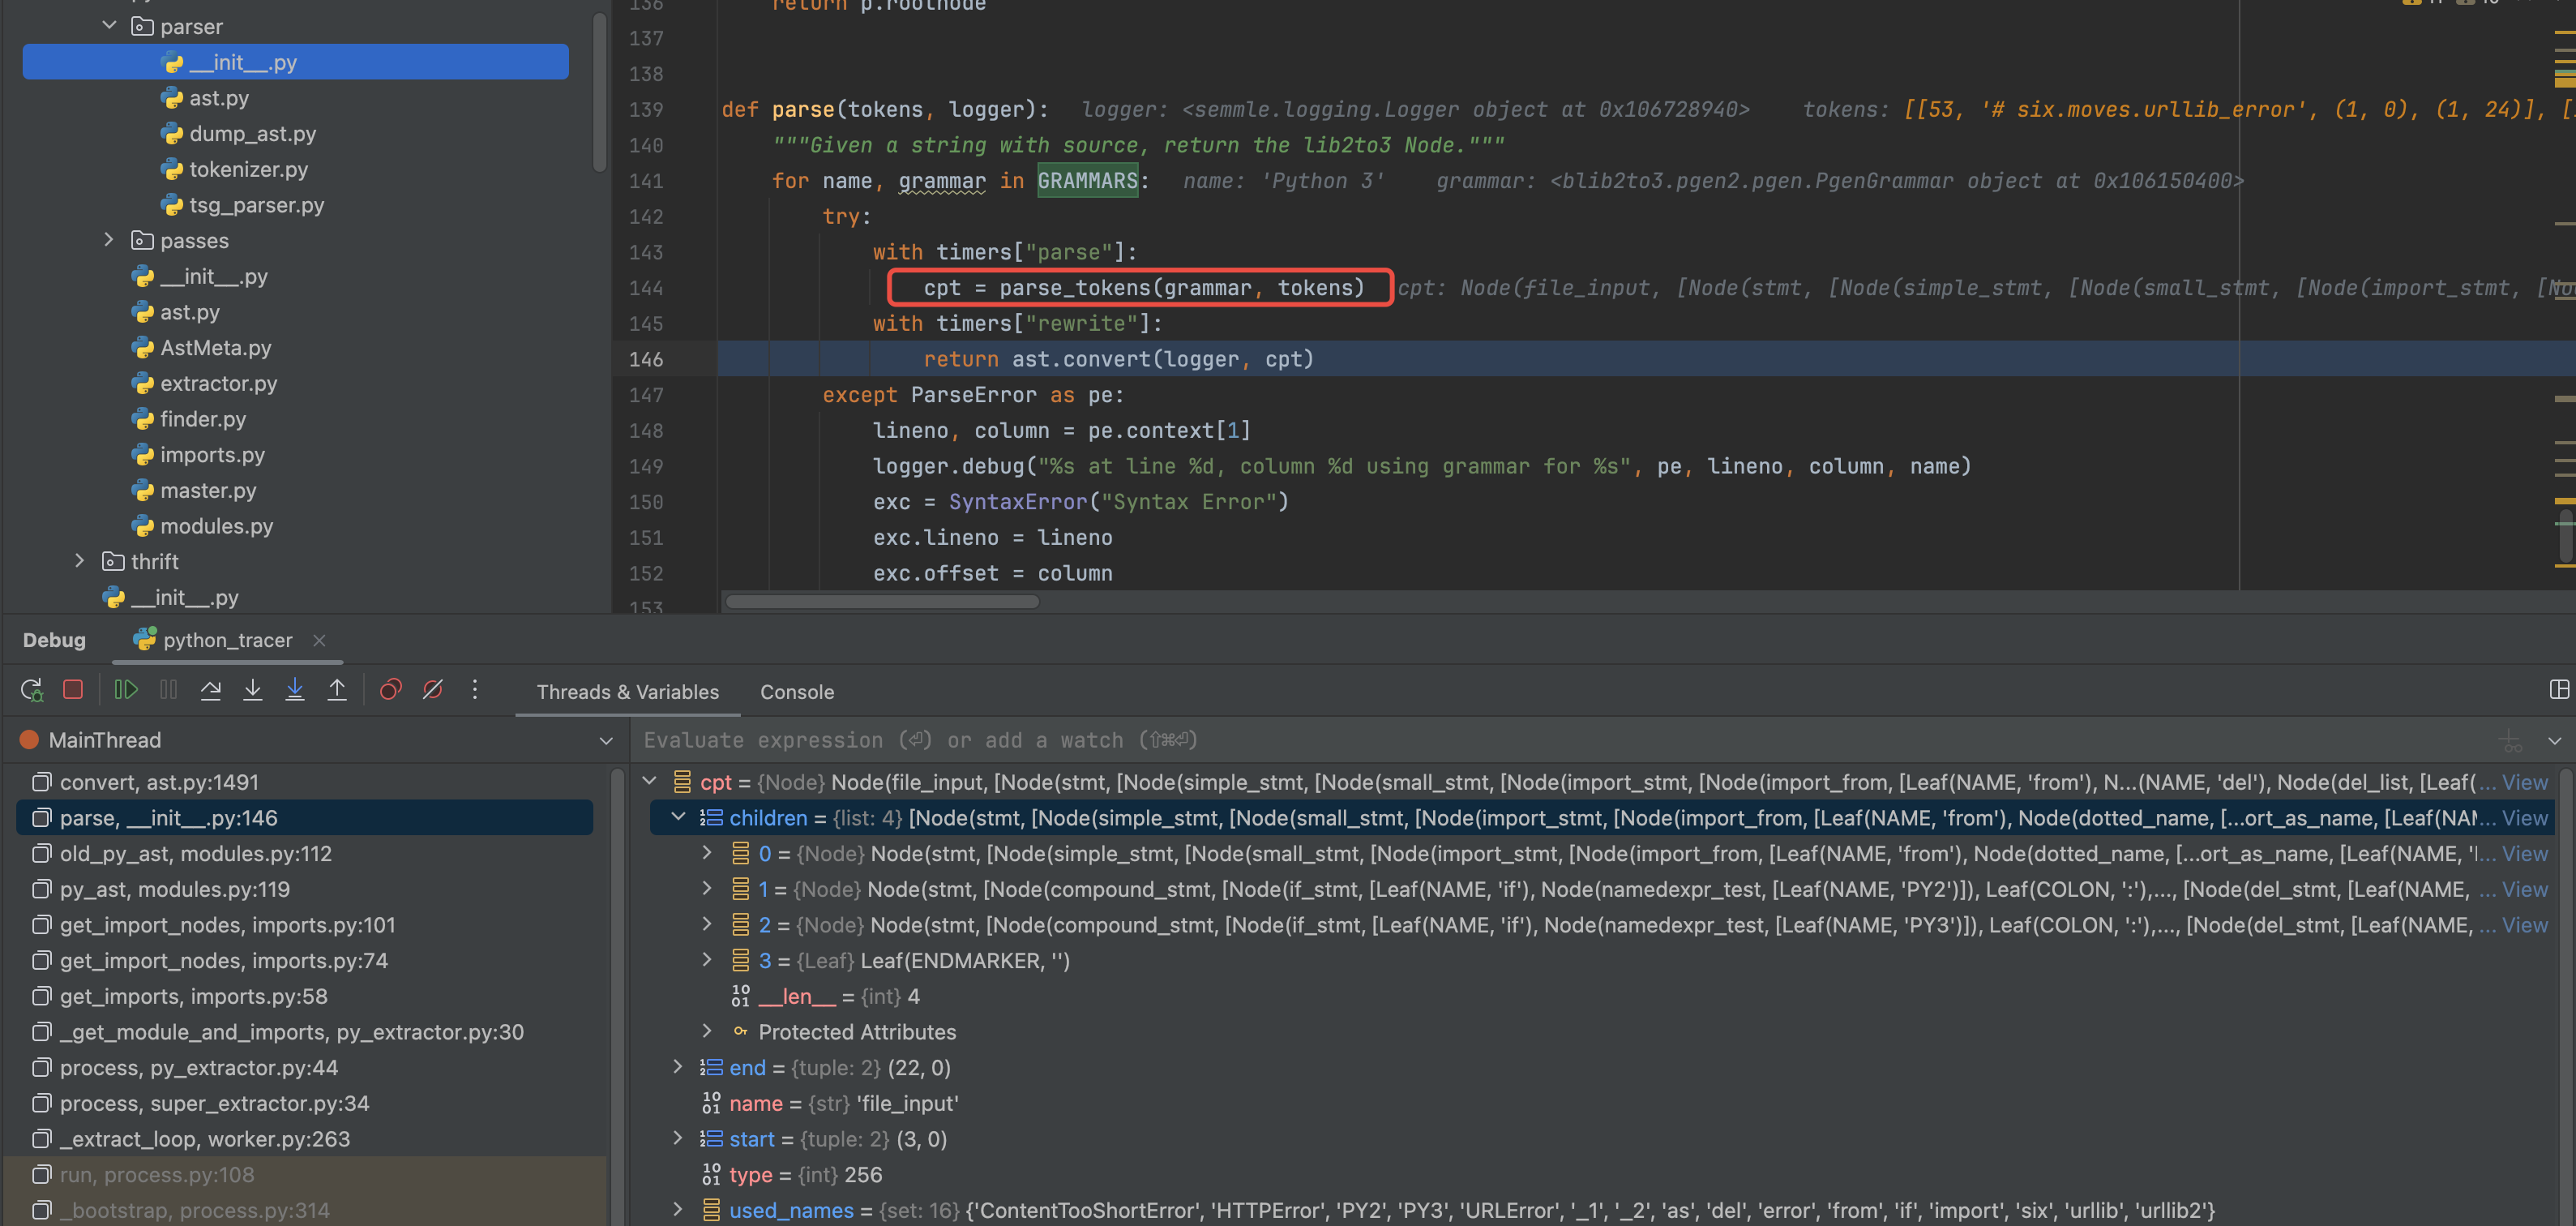 parser
__init__.py
ast.py
dump_ast.py
tokenizer.py
tsg_parser.py
passes
__init__.py
ast.py
AstMeta.py
extractor.py
finder.py
imports.py
master.py
modules.py
thrift
__init__.py
136 return p.rootnode
137
138
139 def parse(tokens, logger): logger: <semmle.logging.Logger object at 0x106728940> tokens: [[53, '# six.moves.urllib_error', (1, 0), (1, 24)], [
140 """Given a string with source, return the lib2to3 Node."""
141 for name, grammar in GRAMMARS: name: 'Python 3' grammar: <blib2to3.pgen2.pgen.PgenGrammar object at 0x106150400>
142 try:
143 with timers["parse"]:
144 cpt = parse_tokens(grammar, tokens) cpt: Node(file_input, [Node(stmt, [Node(simple_stmt, [Node(small_stmt, [Node(import_stmt, [No
145 with timers["rewrite"]:
146 return ast.convert(logger, cpt)
147 except ParseError as pe:
148 lineno, column = pe.context[1]
149 logger.debug("%s at line %d, column %d using grammar for %s", pe, lineno, column, name)
150 exc = SyntaxError("Syntax Error")
151 exc.lineno = lineno
152 exc.offset = column
153
Debug python_tracer
Threads & Variables Console
MainThread
convert, ast.py:1491
parse, __init__.py:146
old_py_ast, modules.py:112
py_ast, modules.py:119
get_import_nodes, imports.py:101
get_import_nodes, imports.py:74
get_imports, imports.py:58
_get_module_and_imports, py_extractor.py:30
process, py_extractor.py:44
process, super_extractor.py:34
_extract_loop, worker.py:263
run, process.py:108
_bootstrap, process.py:314
Evaluate expression (⏎) or add a watch (⇧⌘⏎)
cpt = {Node} Node(file_input, [Node(stmt, [Node(simple_stmt, [Node(small_stmt, [Node(import_stmt, [Node(import_from, [Leaf(NAME, 'from'), N...(NAME, 'del'), Node(del_list, [Leaf(... View
children = {list: 4} [Node(stmt, [Node(simple_stmt, [Node(small_stmt, [Node(import_stmt, [Node(import_from, [Leaf(NAME, 'from'), Node(dotted_name, [...ort_as_name, [Leaf(NAM... View
0 = {Node} Node(stmt, [Node(simple_stmt, [Node(small_stmt, [Node(import_stmt, [Node(import_from, [Leaf(NAME, 'from'), Node(dotted_name, [...ort_as_name, [Leaf(NAME, '... View
1 = {Node} Node(stmt, [Node(compound_stmt, [Node(if_stmt, [Leaf(NAME, 'if'), Node(namedexpr_test, [Leaf(NAME, 'PY2')]), Leaf(COLON, ':'),..., [Node(del_stmt, [Leaf(NAME, ... View
2 = {Node} Node(stmt, [Node(compound_stmt, [Node(if_stmt, [Leaf(NAME, 'if'), Node(namedexpr_test, [Leaf(NAME, 'PY3')]), Leaf(COLON, ':'),..., [Node(del_stmt, [Leaf(NAME, ... View
3 = {Leaf} Leaf(ENDMARKER, '')
__len__ = {int} 4
Protected Attributes
end = {tuple: 2} (22, 0)
name = {str} 'file_input'
start = {tuple: 2} (3, 0)
type = {int} 256
used_names = {set: 16} {'ContentTooShortError', 'HTTPError', 'PY2', 'PY3', 'URLError', '_1', '_2', 'as', 'del', 'error', 'from', 'if', 'import', 'six', 'urllib', 'urllib2'}